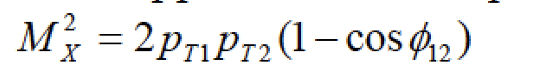 M_X^2 = 2p_{T1}p_{T2}(1 − cos ϕ_{12})